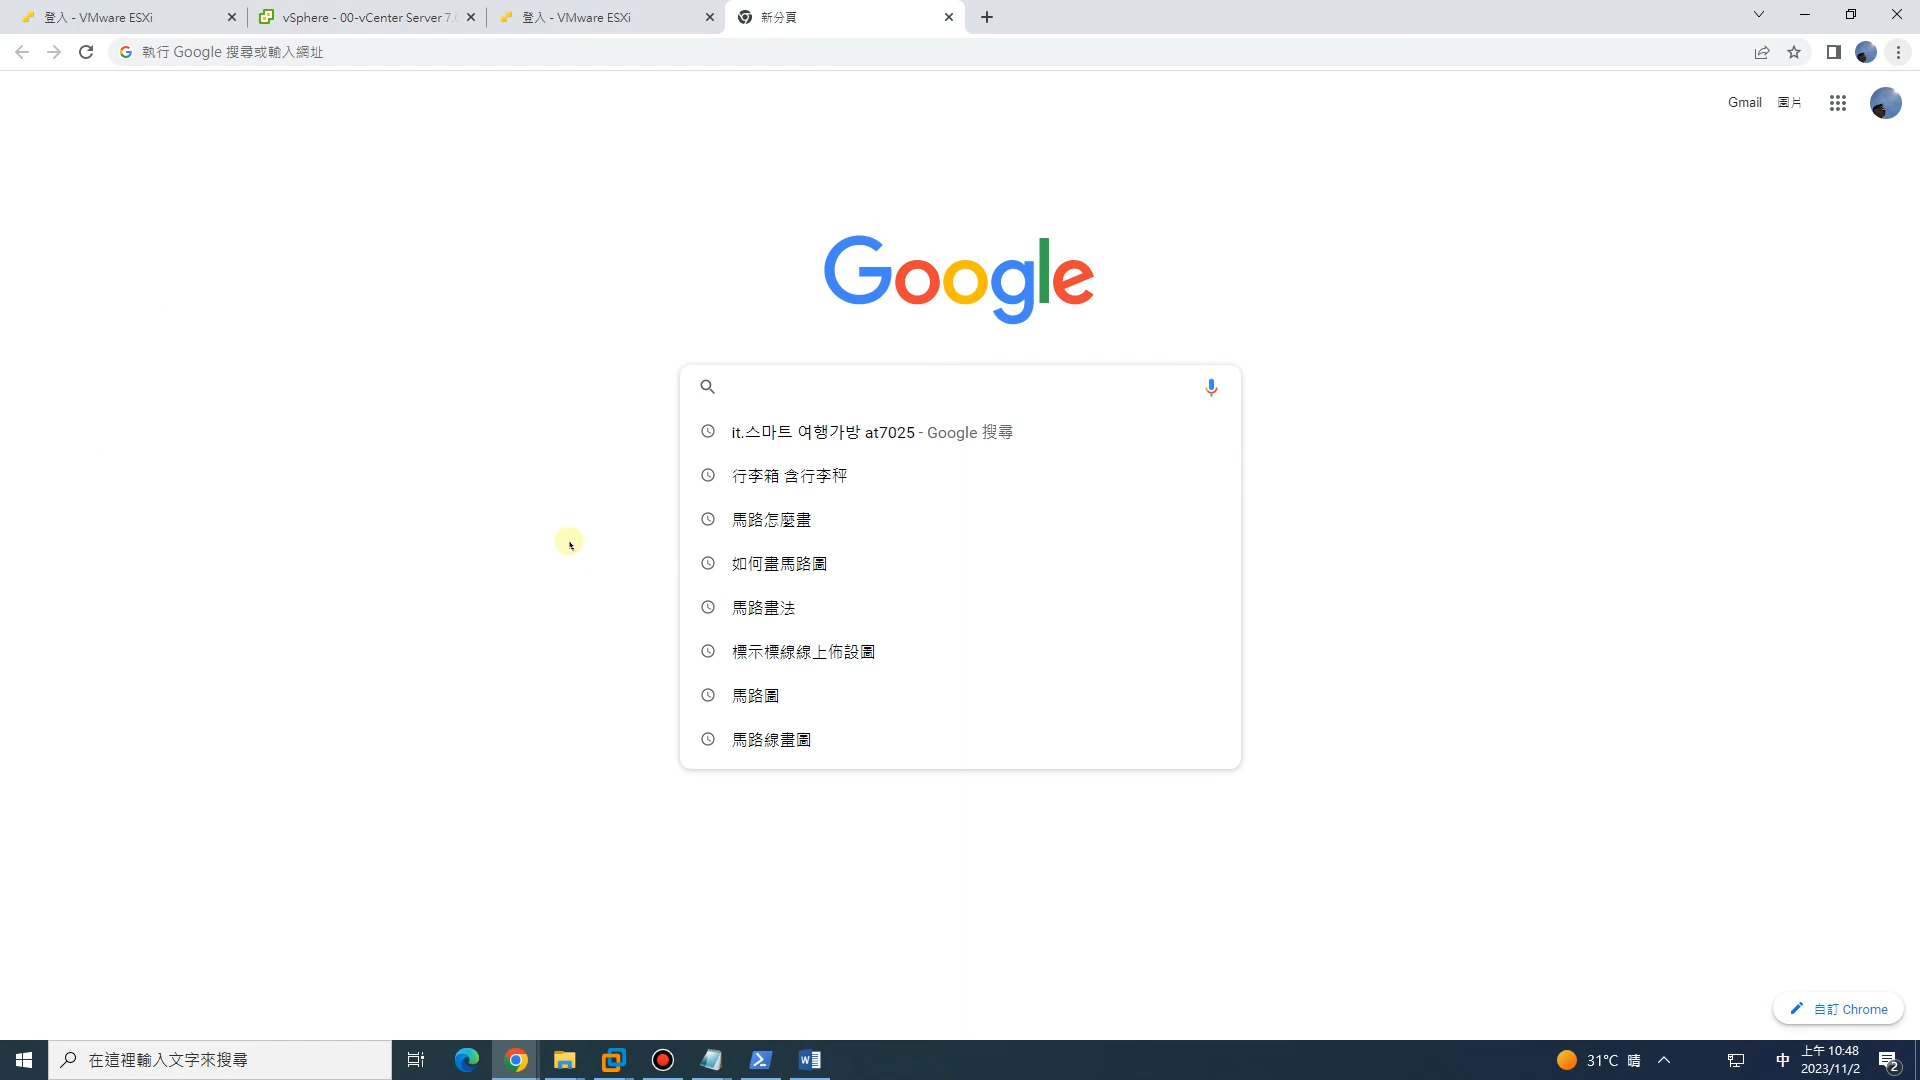 登入 - VMware ESXi
vSphere - 00-vCenter Server 7.
登入 - VMware ESXi
新分頁
執行 Google 搜尋或輸入網址
Gmail
圖片
Google
it.스마트 여행가방 at7025 - Google 搜尋
行李箱 含行李秤
馬路怎麼畫
如何畫馬路圖
馬路畫法
標示標線線上佈設圖
馬路圖
馬路線畫圖
自訂 Chrome
在這裡輸入文字來搜尋
31°C 晴
中
上午 10:48
2023/11/2
2